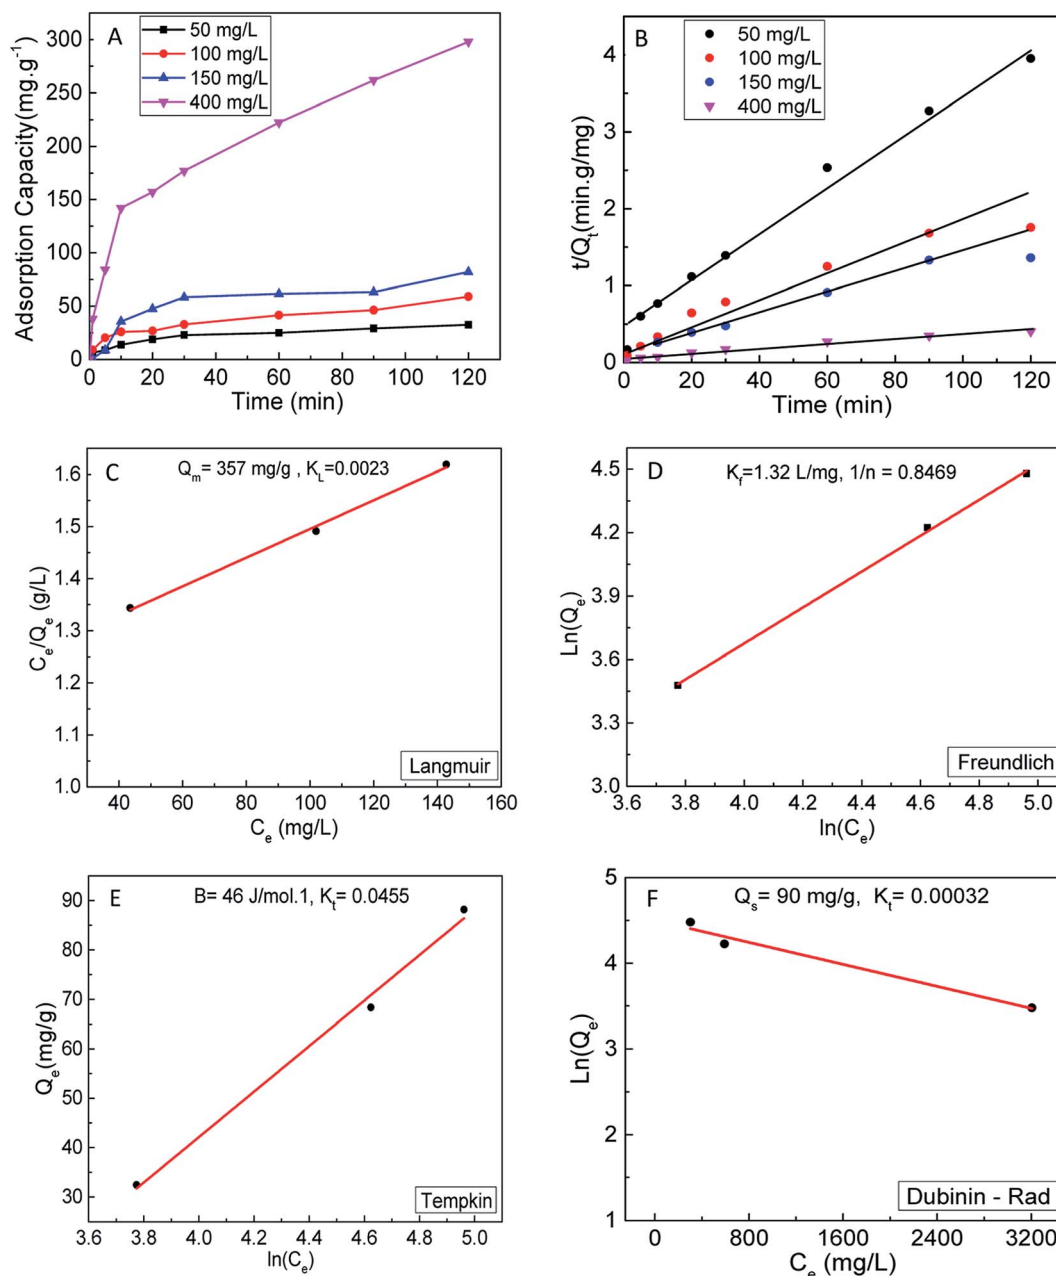 A
50 mg/L
100 mg/L
150 mg/L
400 mg/L
Adsorption Capacity(mg.g⁻¹)
300
250
200
150
100
50
0
0 20 40 60 80 100 120
Time (min)
B
50 mg/L
100 mg/L
150 mg/L
400 mg/L
t/Qₜ(min.g/mg)
4
3
2
1
0
0 20 40 60 80 100 120
Time (min)
C
Qₘ= 357 mg/g , K_L=0.0023
Cₑ/Qₑ (g/L)
1.6
1.5
1.4
1.3
1.2
1.1
1.0
40 60 80 100 120 140 160
Cₑ (mg/L)
Langmuir
D
K_f=1.32 L/mg, 1/n = 0.8469
Ln(Qₑ)
4.5
4.2
3.9
3.6
3.3
3.0
3.6 3.8 4.0 4.2 4.4 4.6 4.8 5.0
ln(Cₑ)
Freundlich
E
B= 46 J/mol.1, Kₜ= 0.0455
Qₑ(mg/g)
90
80
70
60
50
40
30
3.6 3.8 4.0 4.2 4.4 4.6 4.8 5.0
ln(Cₑ)
Tempkin
F
Qₛ= 90 mg/g, Kₜ= 0.00032
Ln(Qₑ)
5
4
3
2
1
0 800 1600 2400 3200
Cₑ (mg/L)
Dubinin - Rad